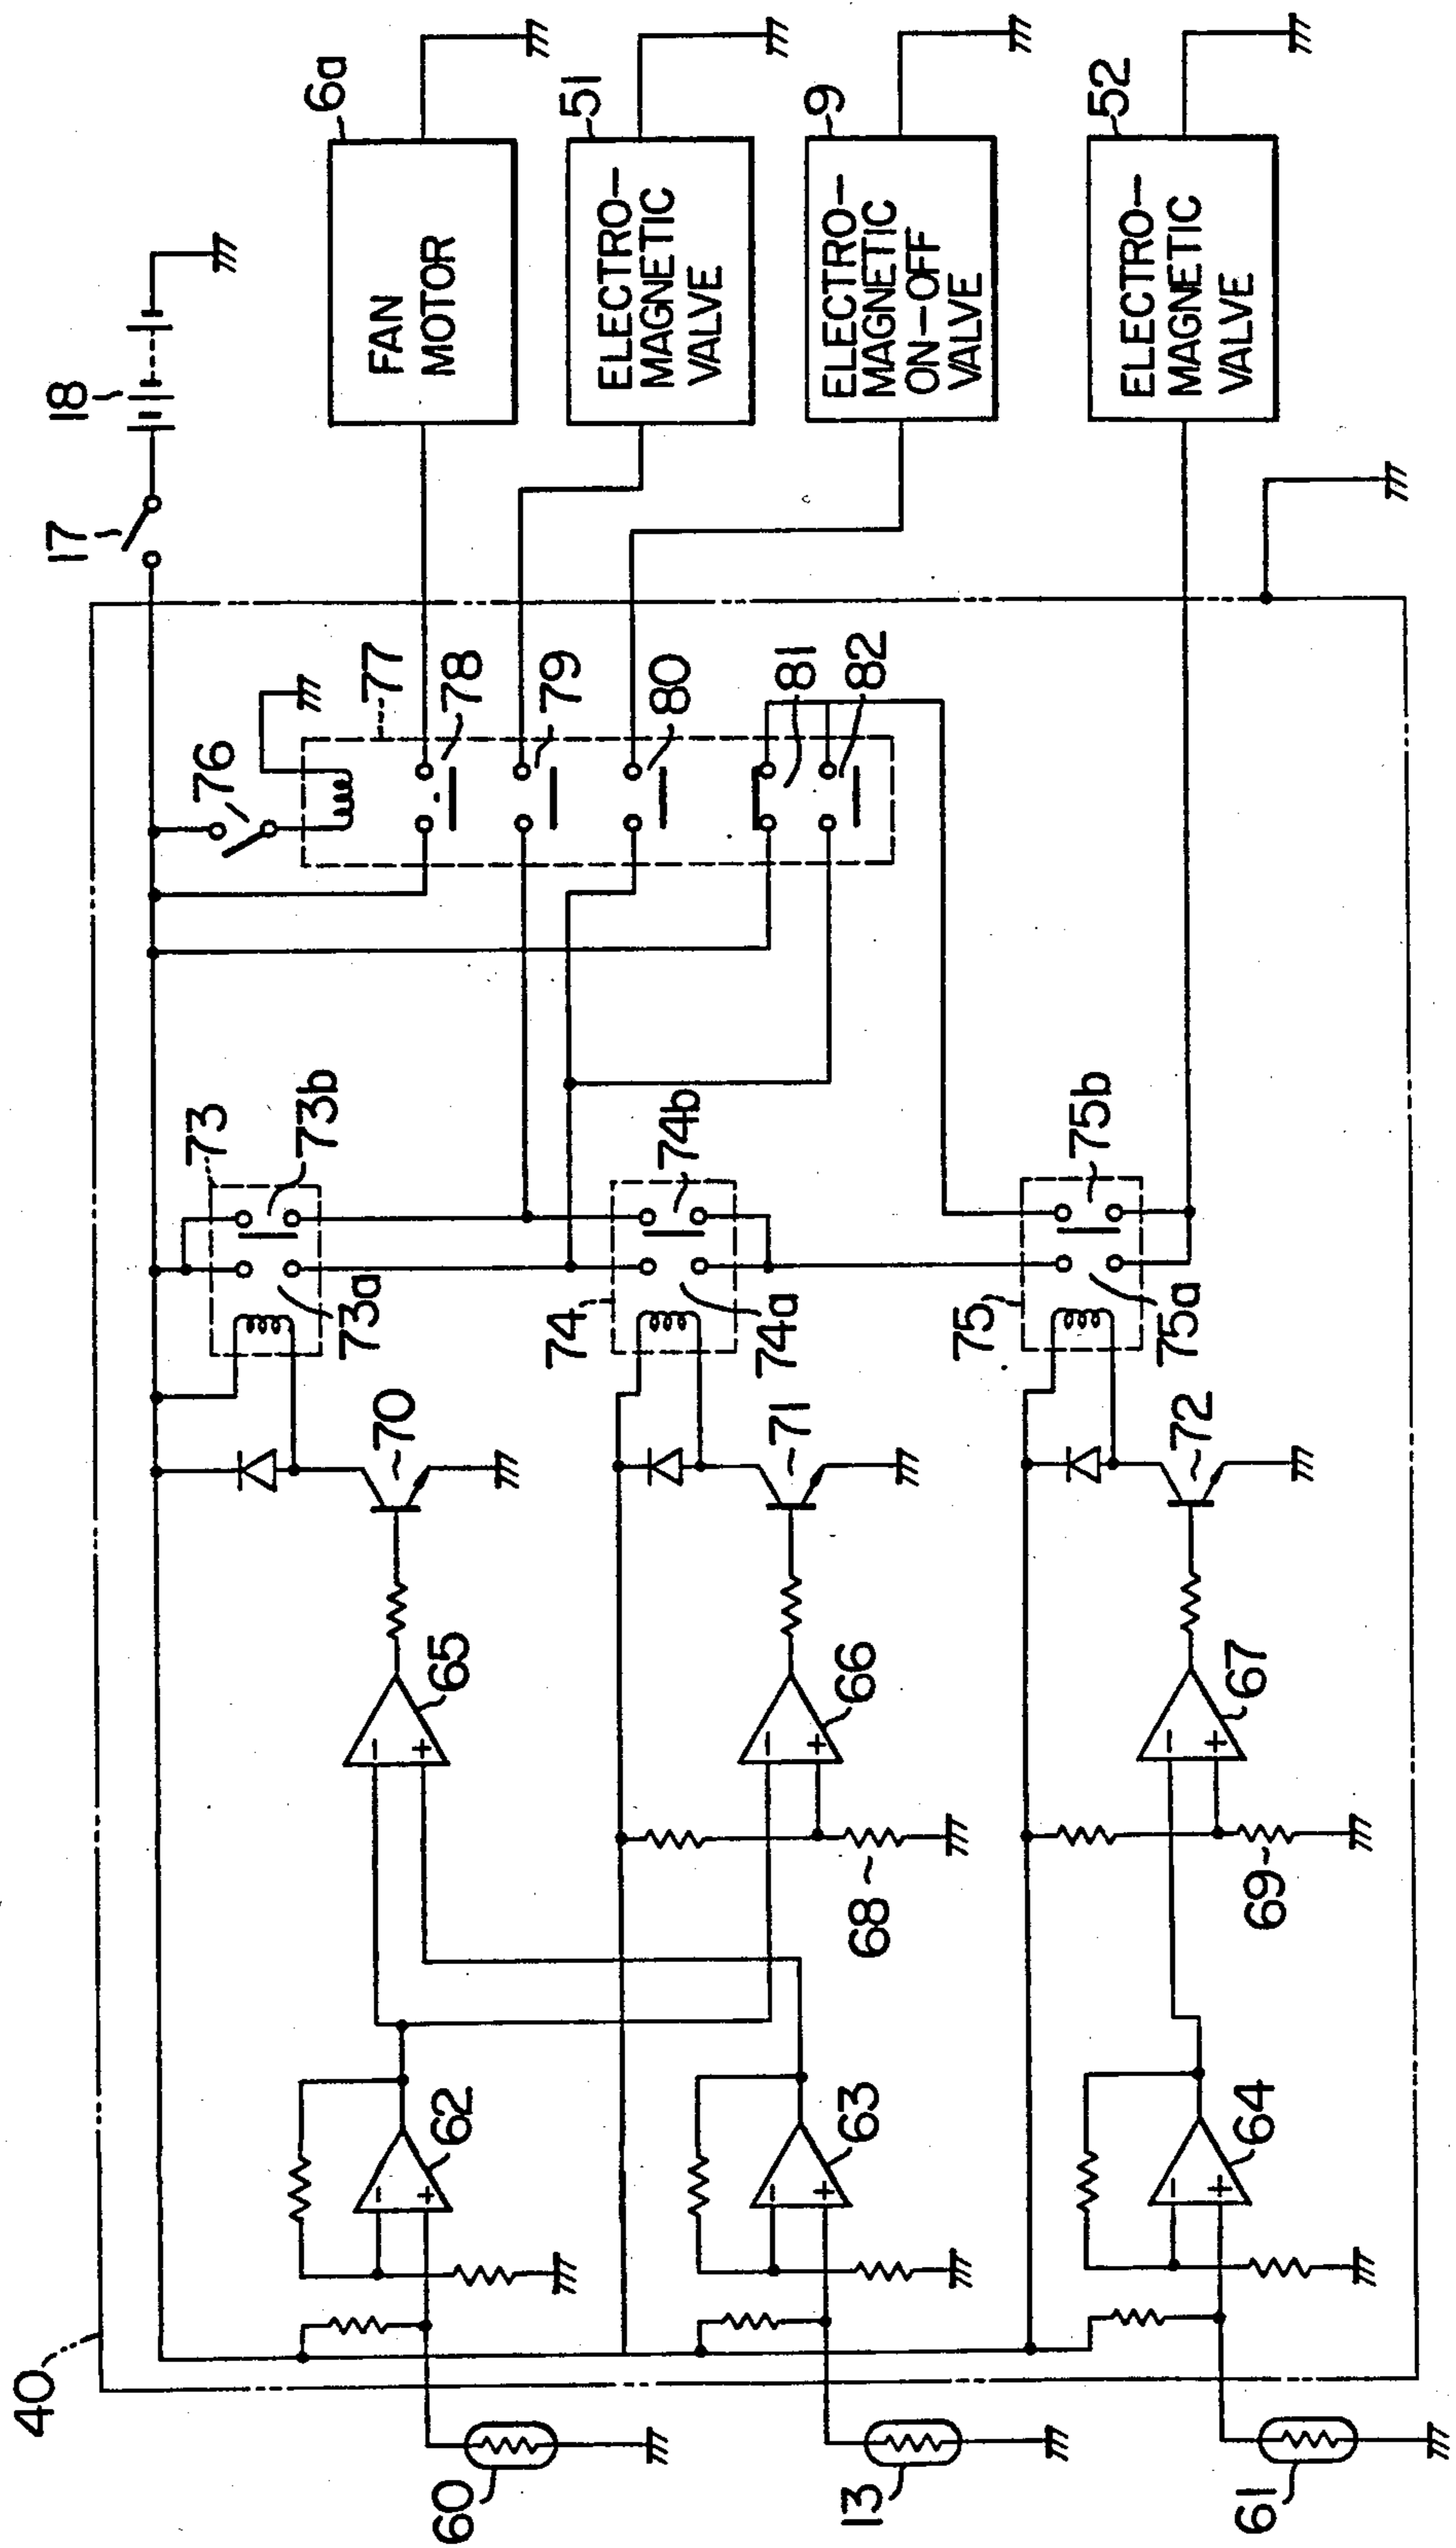 40
18
17
6a
FAN
MOTOR
51
ELECTRO-
MAGNETIC
VALVE
9
ELECTRO-
MAGNETIC
ON-OFF
VALVE
52
ELECTRO-
MAGNETIC
VALVE
76
77
78
79
80
81
82
73
73b
73a
74
74b
74a
75
75b
75a
70
71
72
65
-
+
66
-
+
67
-
+
68
69
62
-
+
63
-
+
64
-
+
60
13
61